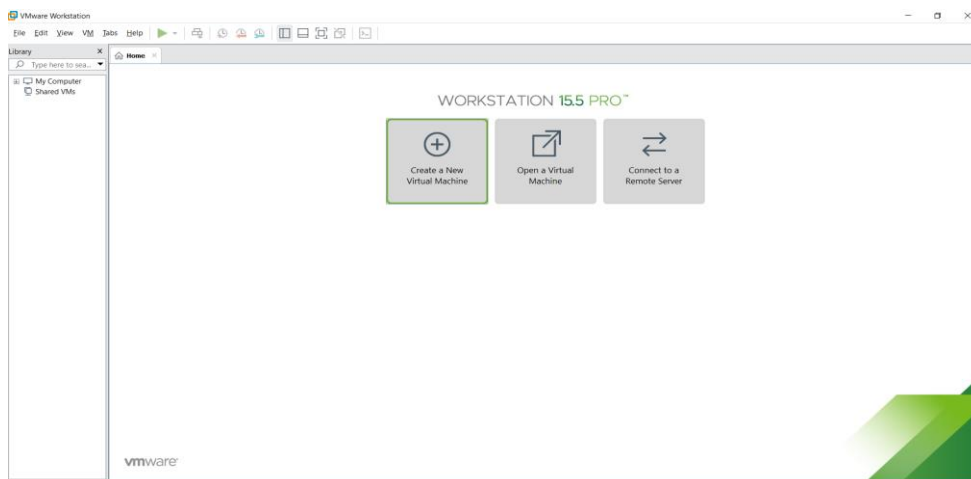 VMware Workstation
File Edit View VM Tabs Help
Library
Home
Type here to sea...
My Computer
Shared VMs
WORKSTATION 15.5 PRO™
Create a New
Virtual Machine
Open a Virtual
Machine
Connect to a
Remote Server
vmware